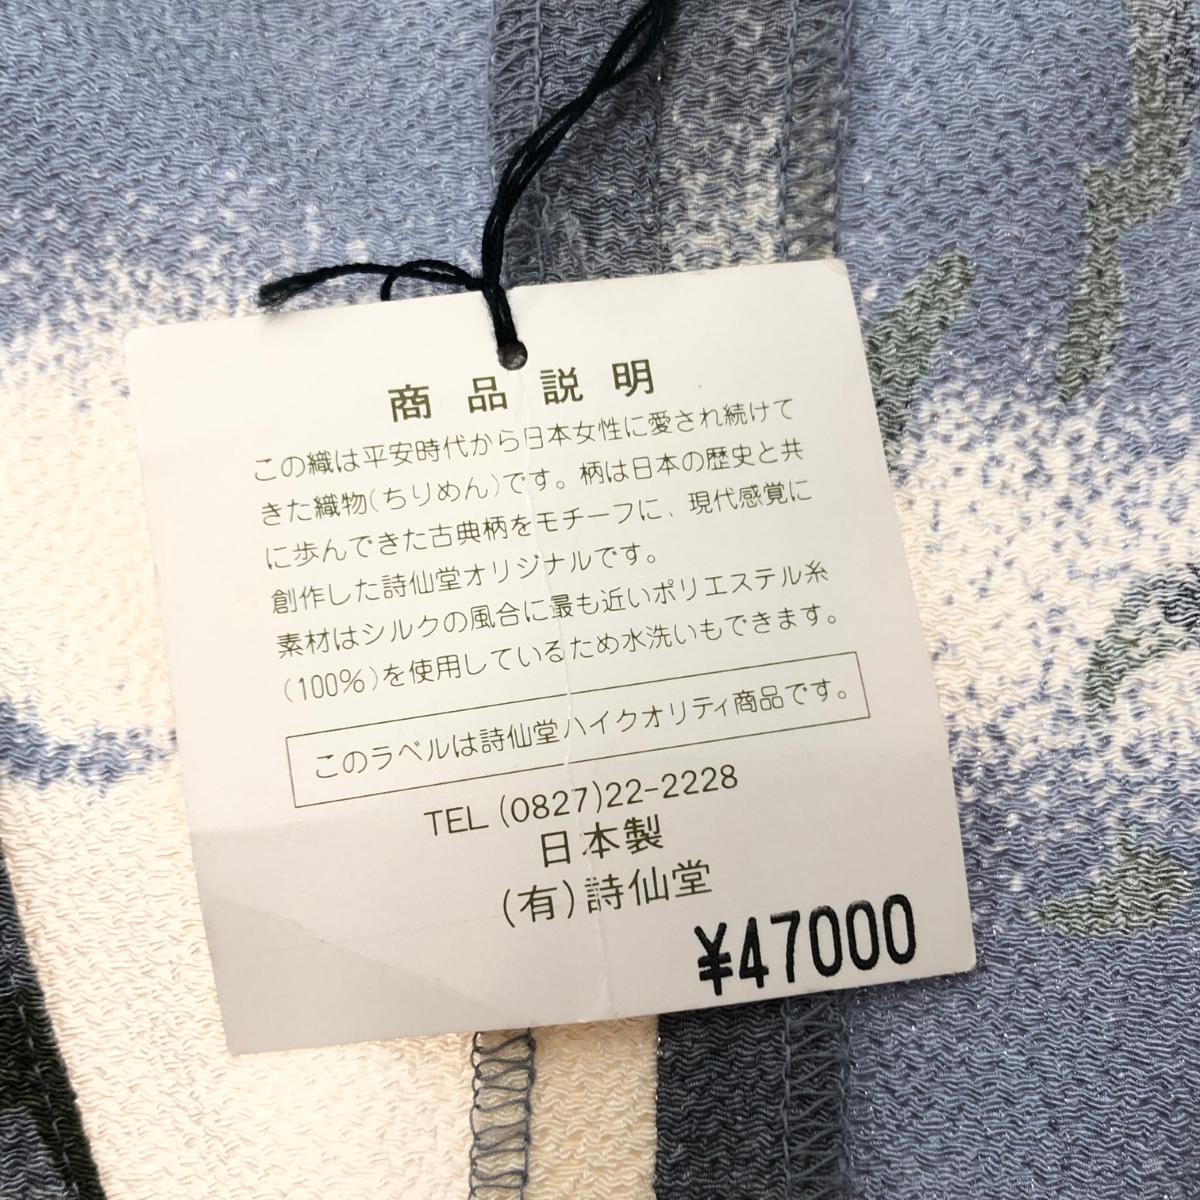 商品説明
この織は平安時代から日本女性に愛され続けて
きた織物(ちりめん)です。柄は日本の歴史と共
に歩んできた古典柄をモチーフに、現代感覚に
創作した詩仙堂オリジナルです。
素材はシルクの風合に最も近いポリエステル糸
(100%)を使用しているため水洗いもできます。
このラベルは詩仙堂ハイクオリティ商品です。
TEL (0827)22-2228
日本製
(有)詩仙堂
¥47000